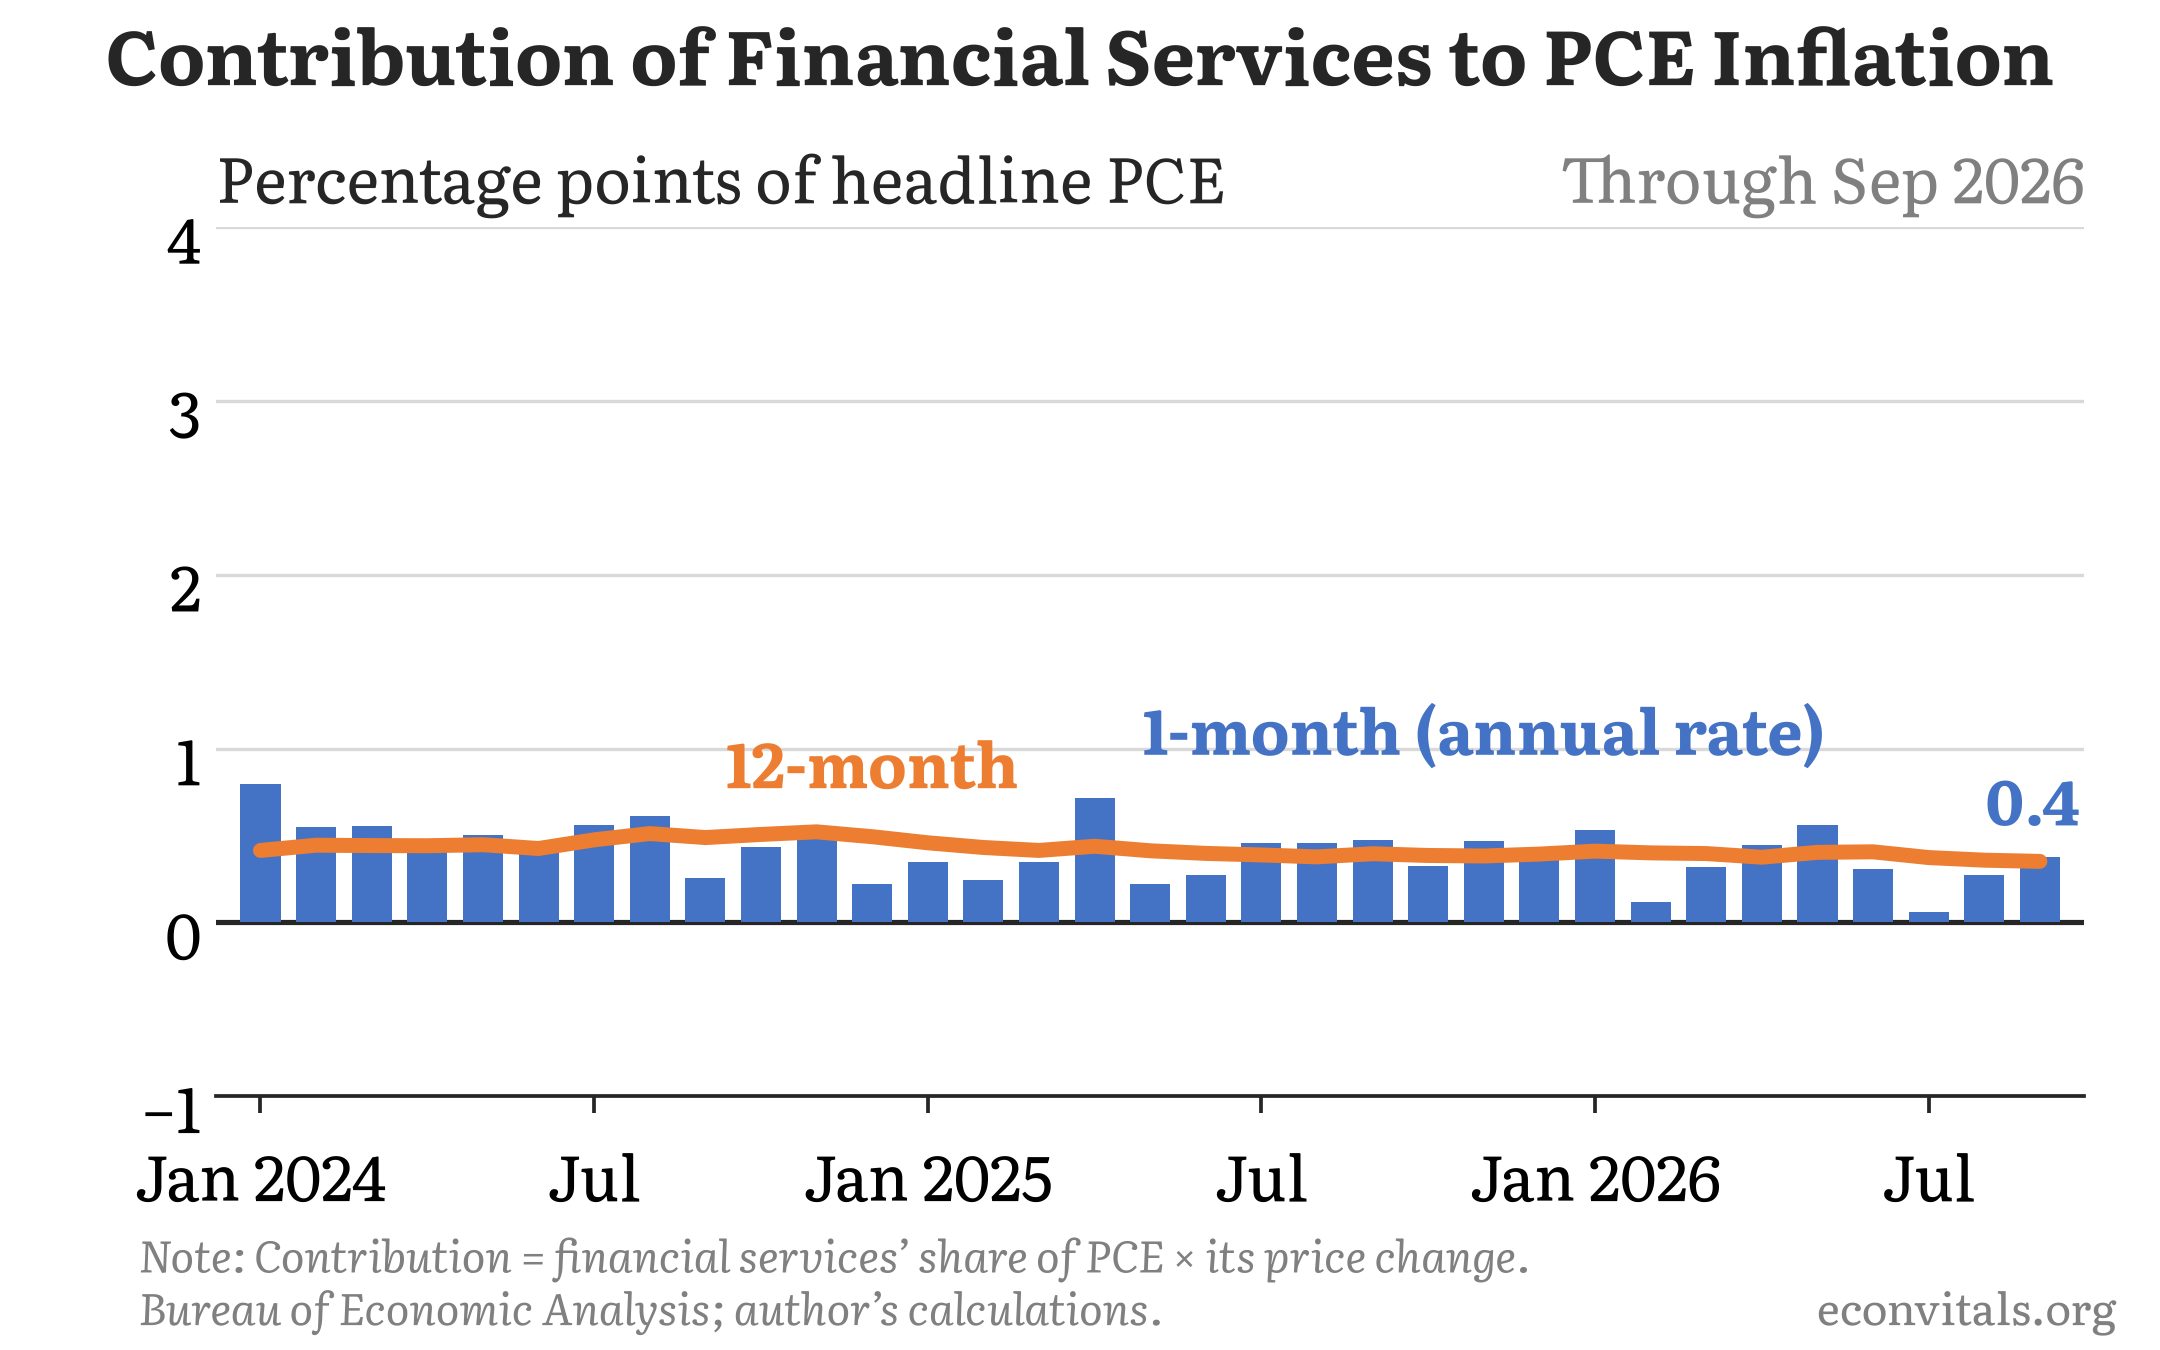 Contribution of Financial Services to PCE Inflation
Percentage points of headline PCE
Through Sep 2026
4
3
2
1
12-month
1-month (annual rate)
0.4
0
−1
Jan 2024
Jul
Jan 2025
Jul
Jan 2026
Jul
Note: Contribution = financial services’ share of PCE × its price change.
Bureau of Economic Analysis; author’s calculations.
econvitals.org